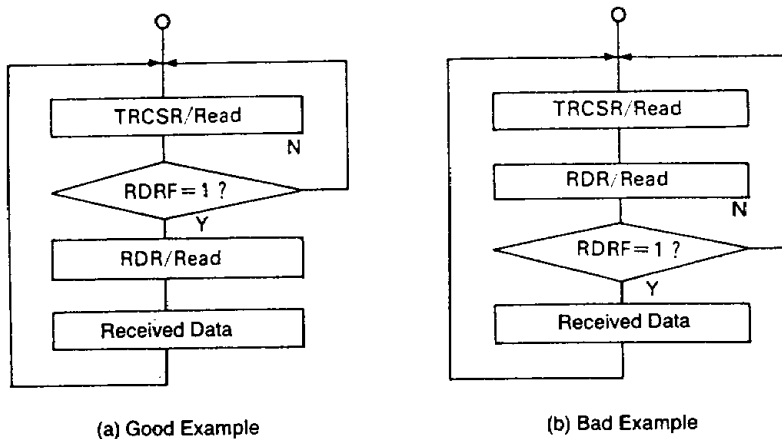 TRCSR/Read
N
RDRF=1 ?
Y
RDR/Read
Received Data
(a) Good Example
TRCSR/Read
RDR/Read
N
RDRF=1 ?
Y
Received Data
(b) Bad Example